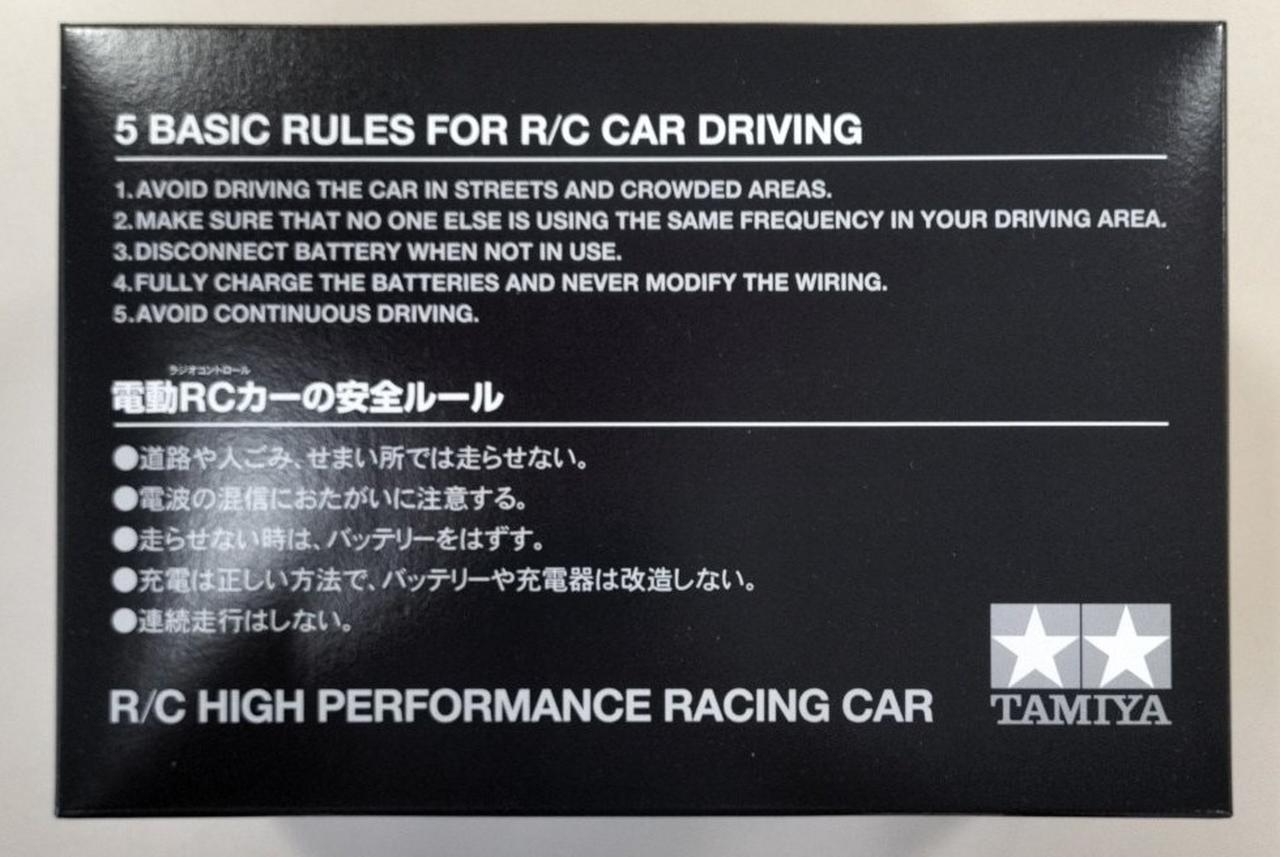 5 BASIC RULES FOR R/C CAR DRIVING
1.AVOID DRIVING THE CAR IN STREETS AND CROWDED AREAS.
2.MAKE SURE THAT NO ONE ELSE IS USING THE SAME FREQUENCY IN YOUR DRIVING AREA.
3.DISCONNECT BATTERY WHEN NOT IN USE.
4.FULLY CHARGE THE BATTERIES AND NEVER MODIFY THE WIRING.
5.AVOID CONTINUOUS DRIVING.
ラジオコントロール
電動RCカーの安全ルール
●道路や人ごみ、せまい所では走らせない。
●電波の混信におたがいに注意する。
●走らせない時は、バッテリーをはずす。
●充電は正しい方法で、バッテリーや充電器は改造しない。
●連続走行はしない。
R/C HIGH PERFORMANCE RACING CAR
TAMIYA